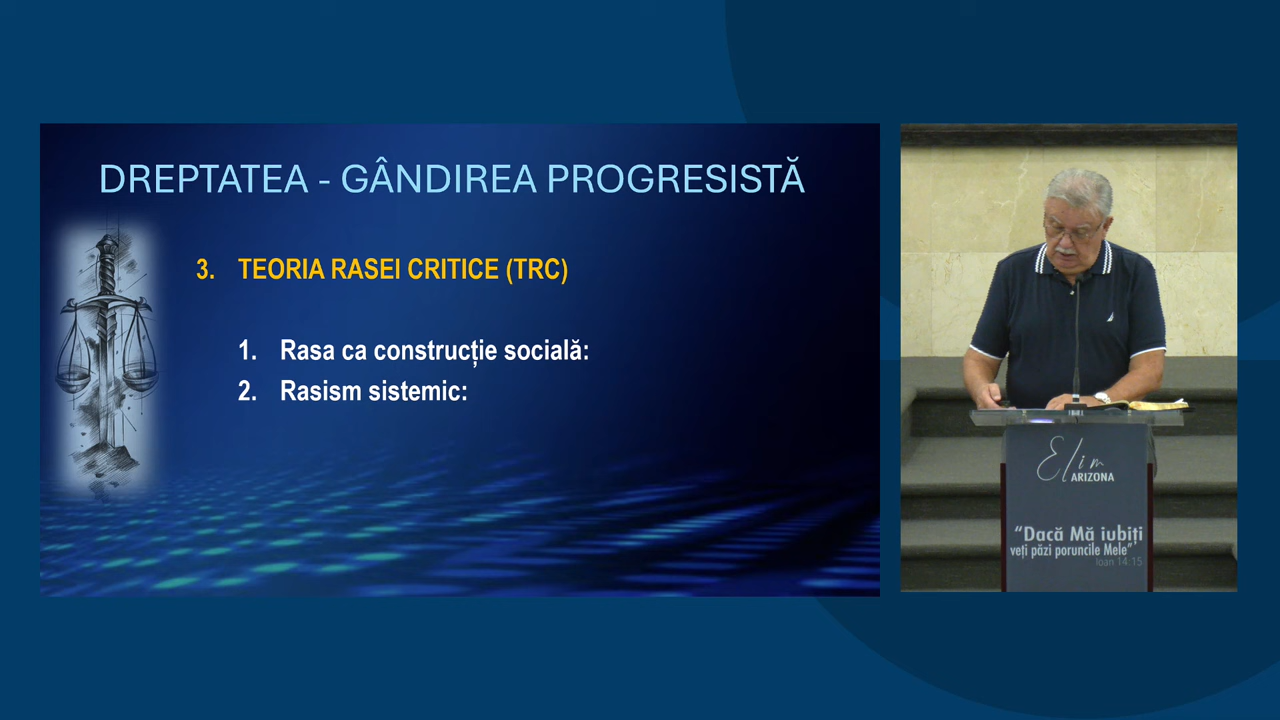 DREPTATEA - GÂNDIREA PROGRESISTĂ
3. TEORIA RASEI CRITICE (TRC)
1. Rasa ca construcție socială:
2. Rasism sistemic:
Elim
ARIZONA
“Dacă Mă iubiți
veți păzi poruncile Mele”
Ioan 14:15